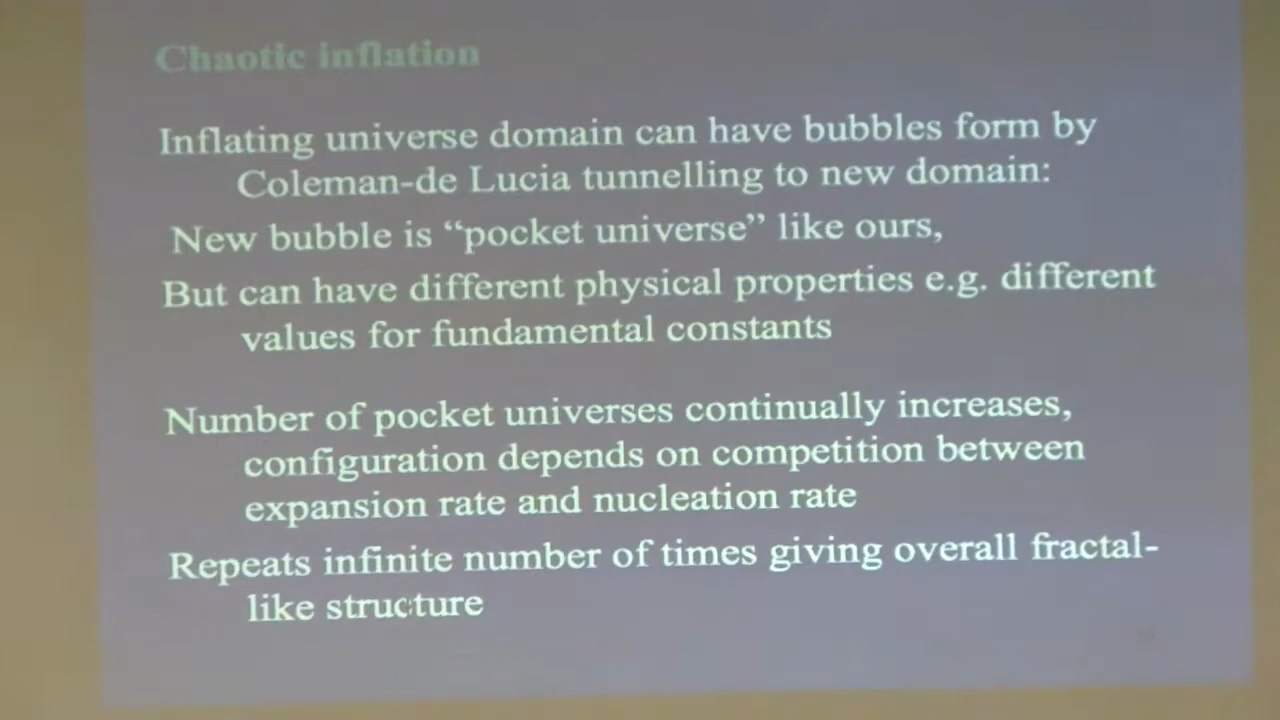 Chaotic inflation
Inflating universe domain can have bubbles form by
Coleman-de Lucia tunnelling to new domain:
New bubble is “pocket universe” like ours,
But can have different physical properties e.g. different
values for fundamental constants
Number of pocket universes continually increases,
configuration depends on competition between
expansion rate and nucleation rate
Repeats infinite number of times giving overall fractal-
like structure